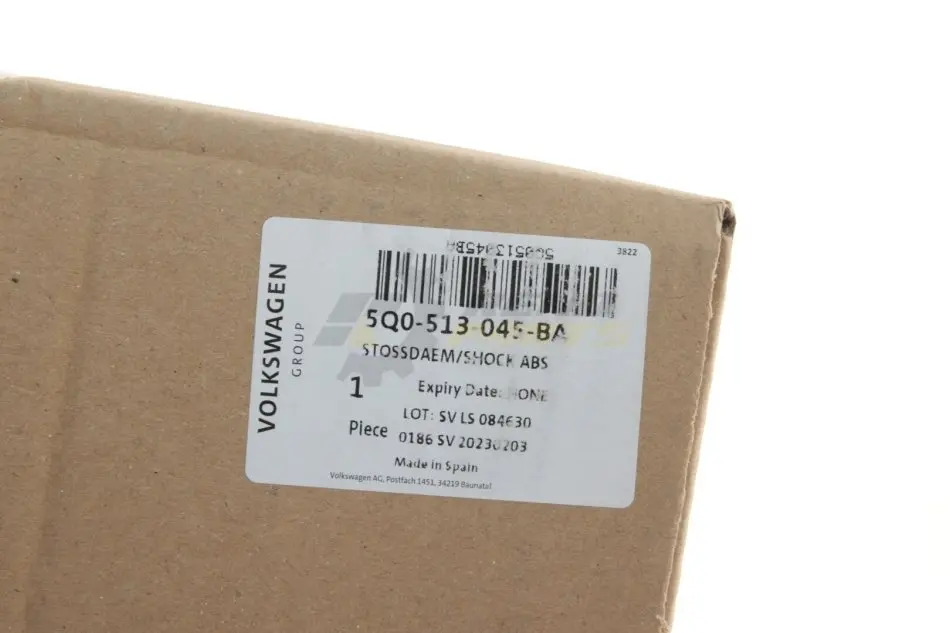 VOLKSWAGEN
GROUP
5Q0513045BA
3822
5Q0-513-045-BA
STOSSDAEM/SHOCK ABS
1 Expiry Date: NONE
LOT: SV LS 084630
Piece 0186 SV 20230203
Made in Spain
Volkswagen AG, Postfach 1451, 34219 Baunatal